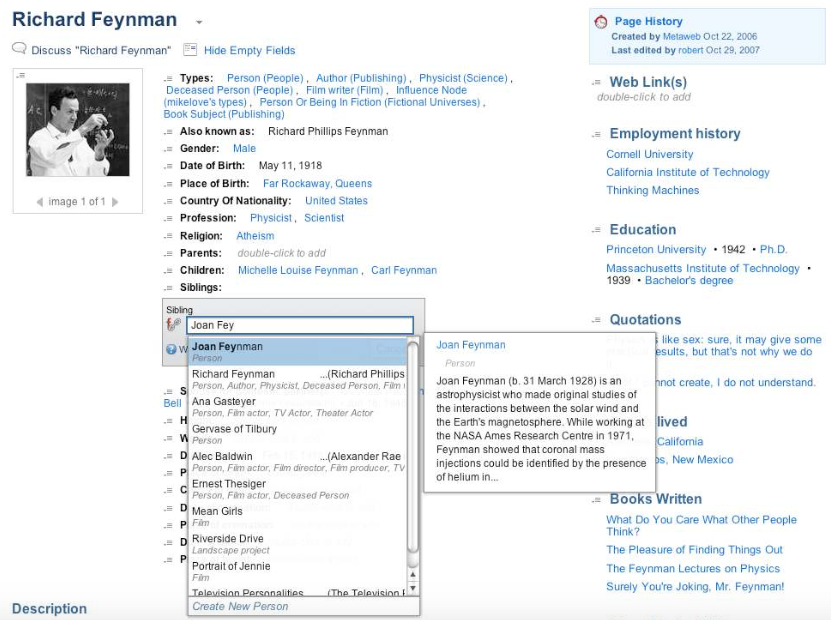 Richard Feynman
Discuss "Richard Feynman"
Hide Empty Fields
image 1 of 1
Types: Person (People) , Author (Publishing) , Physicist (Science) ,
Deceased Person (People) , Film writer (Film) , Influence Node
(mikelove's types) , Person Or Being In Fiction (Fictional Universes) ,
Book Subject (Publishing)
Also known as: Richard Phillips Feynman
Gender: Male
Date of Birth: May 11, 1918
Place of Birth: Far Rockaway, Queens
Country Of Nationality: United States
Profession: Physicist , Scientist
Religion: Atheism
Parents: double-click to add
Children: Michelle Louise Feynman , Carl Feynman
Siblings:
Sibling
Joan Fey
W
Joan Feynman
Person
Richard Feynman ...(Richard Phillips
Person, Author, Physicist, Deceased Person, Film
Ana Gasteyer
Person, Film actor, TV Actor, Theater Actor
Gervase of Tilbury
Person
Alec Baldwin ...(Alexander Rae
Person, Film actor, Film director, Film producer, TV
Ernest Thesiger
Person, Film actor, Deceased Person
Mean Girls
Film
Riverside Drive
Landscape project
Portrait of Jennie
Film
Television Personalities ...(The Television
Create New Person
S
Bell
H
W
D
P
C
D
P
D
P
Joan Feynman
Person
Joan Feynman (b. 31 March 1928) is an
astrophysicist who made original studies of
the interactions between the solar wind and
the Earth's magnetosphere. While working at
the NASA Ames Research Centre in 1971,
Feynman showed that coronal mass
injections could be identified by the presence
of helium in...
Page History
Created by Metaweb Oct 22, 2006
Last edited by robert Oct 29, 2007
Web Link(s)
double-click to add
Employment history
Cornell University
California Institute of Technology
Thinking Machines
Education
Princeton University • 1942 • Ph.D.
Massachusetts Institute of Technology •
1939 • Bachelor's degree
Quotations
is like sex: sure, it may give some
results, but that's not why we do
cannot create, I do not understand.
lived
California
os, New Mexico
Books Written
What Do You Care What Other People
Think?
The Pleasure of Finding Things Out
The Feynman Lectures on Physics
Surely You're Joking, Mr. Feynman!
Description